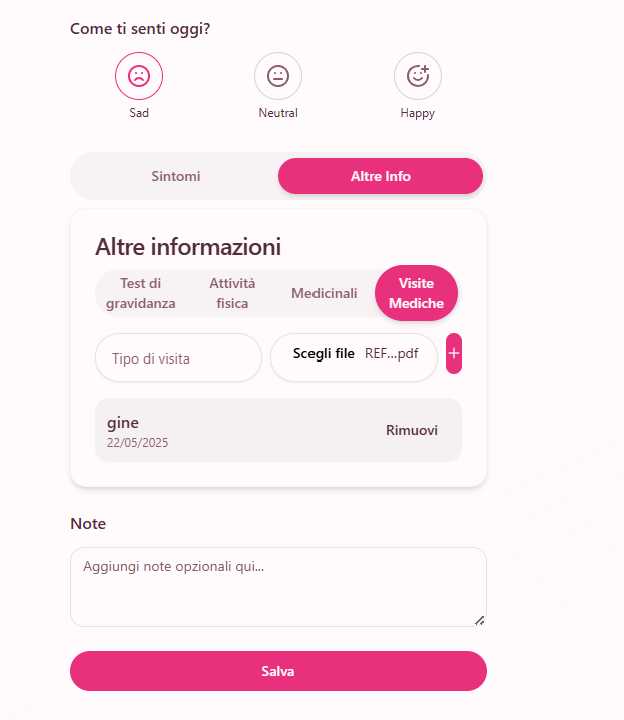 Come ti senti oggi?
Sad
Neutral
Happy
Sintomi
Altre Info
Altre informazioni
Test di
gravidanza
Attività
fisica
Medicinali
Visite
Mediche
Tipo di visita
Scegli file REF...pdf
+
gine
22/05/2025
Rimuovi
Note
Aggiungi note opzionali qui...
Salva